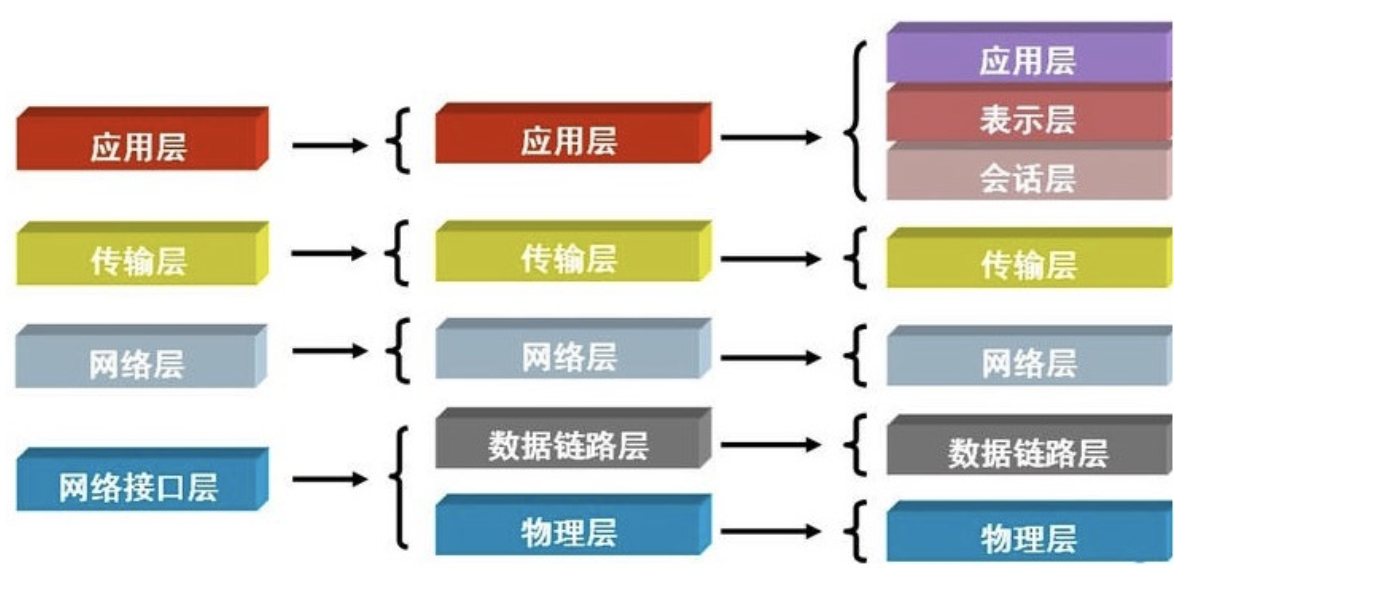 应用层
传输层
网络层
网络接口层
应用层
传输层
网络层
数据链路层
物理层
应用层
表示层
会话层
传输层
网络层
数据链路层
物理层